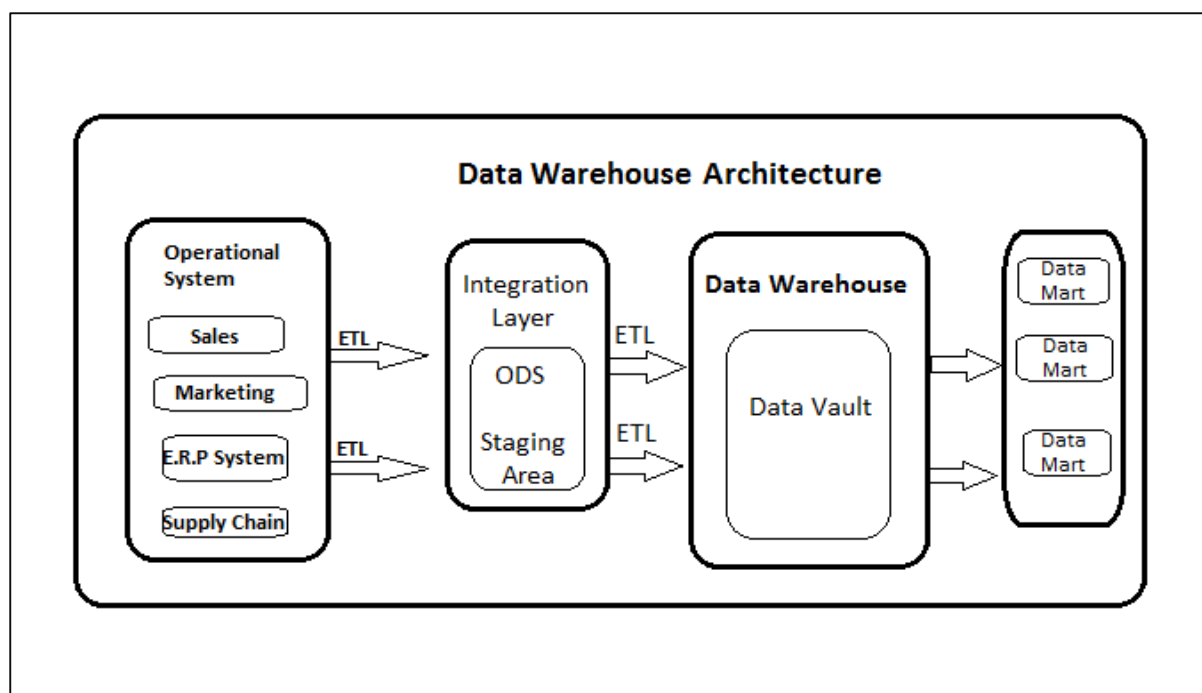 Data Warehouse Architecture
Operational
System
Sales
Marketing
E.R.P System
Supply Chain
ETL
ETL
Integration
Layer
ODS
Staging
Area
ETL
ETL
Data Warehouse
Data Vault
Data
Mart
Data
Mart
Data
Mart